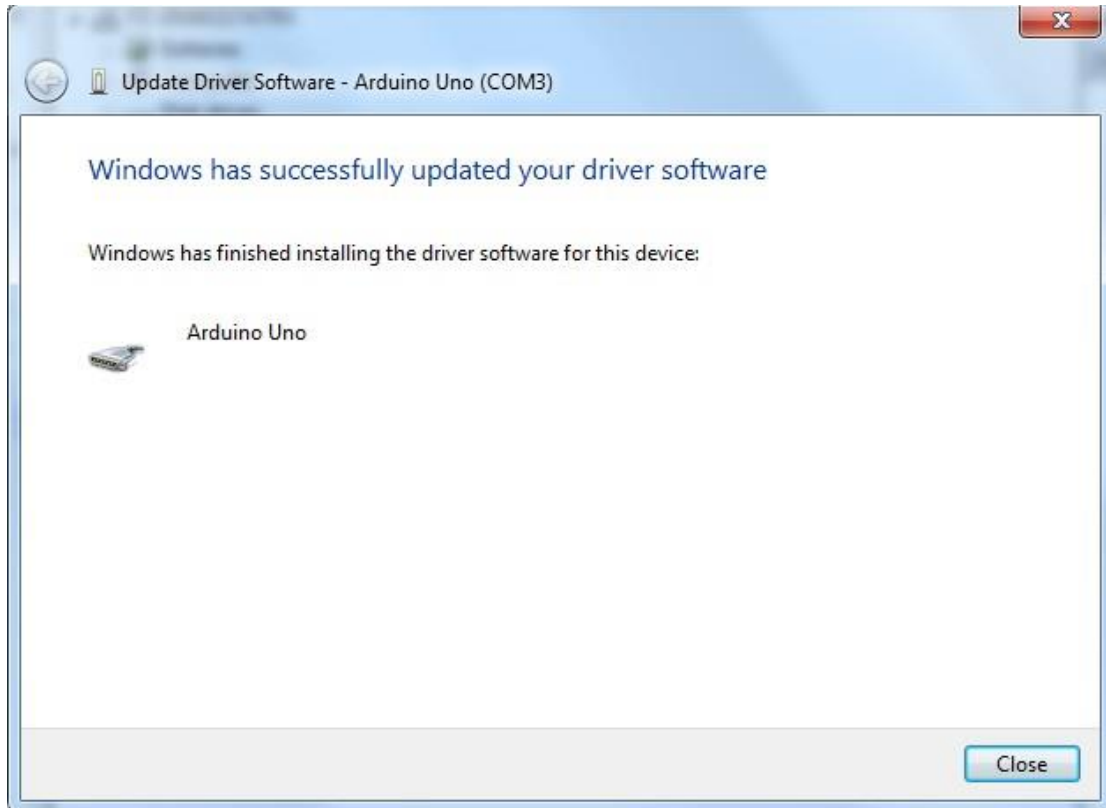 Update Driver Software - Arduino Uno (COM3)
Windows has successfully updated your driver software
Windows has finished installing the driver software for this device:
Arduino Uno
Close